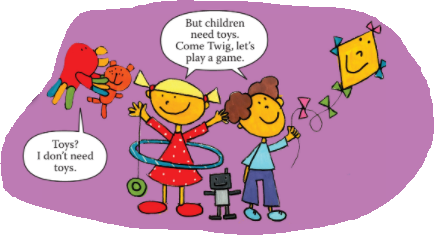 But children
need toys.
Come Twig, let's
play a game.
Toys?
I don't need
toys.